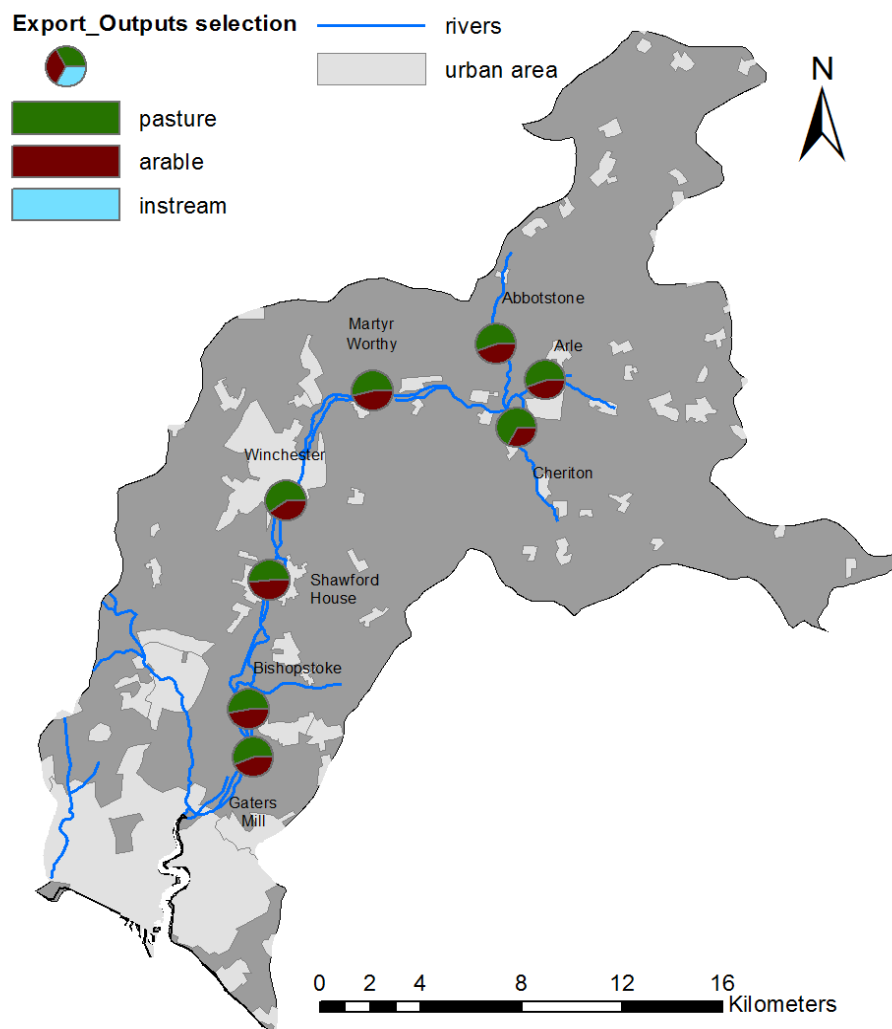 Export_Outputs selection
rivers
urban area
pasture
arable
instream
N
Abbotstone
Martyr
Worthy
Arle
Winchester
Cheriton
Shawford
House
Bishopstoke
Gaters
Mill
0 2 4 8 12 16
Kilometers